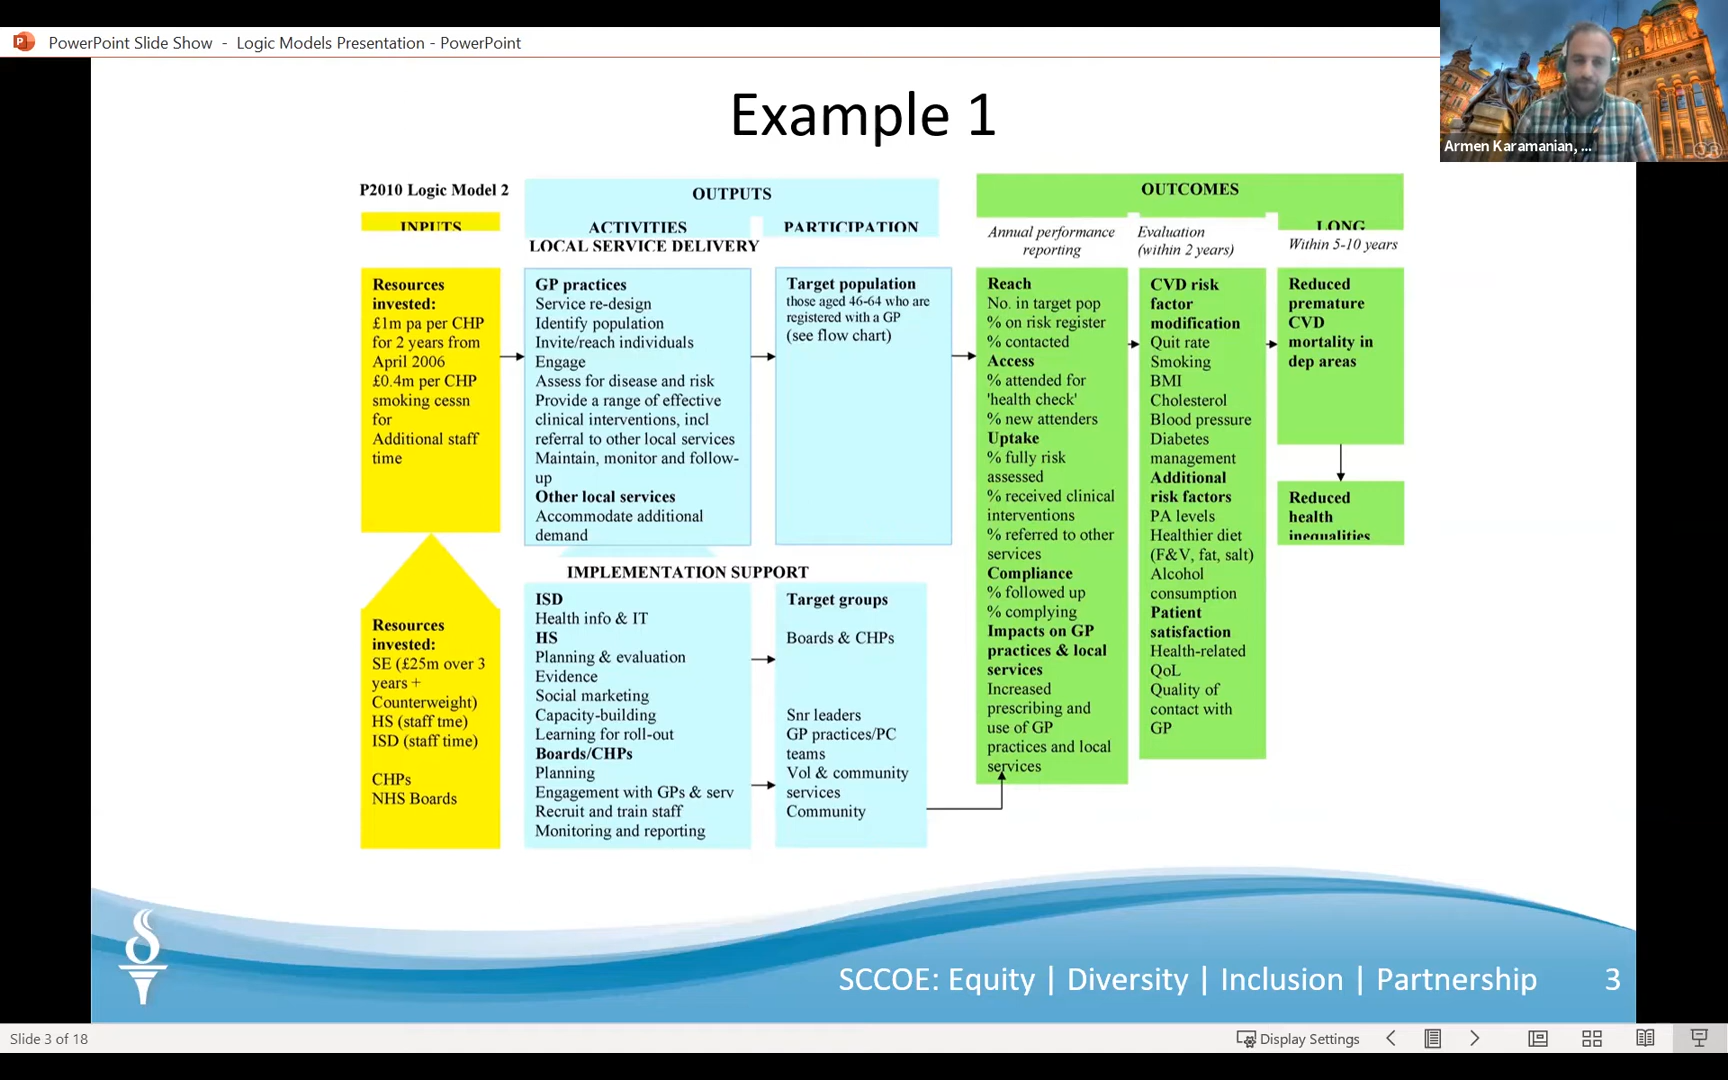 PowerPoint Slide Show - Logic Models Presentation - PowerPoint
Armen Karamanian, ...
Example 1
P2010 Logic Model 2
INPUTS
Resources
invested:
£1m pa per CHP
for 2 years from
April 2006
£0.4m per CHP
smoking cessn
for
Additional staff
time
Resources
invested:
SE (£25m over 3
years +
Counterweight)
HS (staff tme)
ISD (staff time)
CHPs
NHS Boards
OUTPUTS
ACTIVITIES
PARTICIPATION
LOCAL SERVICE DELIVERY
GP practices
Service re-design
Identify population
Invite/reach individuals
Engage
Assess for disease and risk
Provide a range of effective
clinical interventions, incl
referral to other local services
Maintain, monitor and follow-
up
Other local services
Accommodate additional
demand
Target population
those aged 46-64 who are
registered with a GP
(see flow chart)
IMPLEMENTATION SUPPORT
ISD
Health info & IT
HS
Planning & evaluation
Evidence
Social marketing
Capacity-building
Learning for roll-out
Boards/CHPs
Planning
Engagement with GPs & serv
Recruit and train staff
Monitoring and reporting
Target groups
Boards & CHPs
Snr leaders
GP practices/PC
teams
Vol & community
services
Community
OUTCOMES
Annual performance
reporting
Reach
No. in target pop
% on risk register
% contacted
Access
% attended for
'health check'
% new attenders
Uptake
% fully risk
assessed
% received clinical
interventions
% referred to other
services
Compliance
% followed up
% complying
Impacts on GP
practices & local
services
Increased
prescribing and
use of GP
practices and local
services
Evaluation
(within 2 years)
CVD risk
factor
modification
Quit rate
Smoking
BMI
Cholesterol
Blood pressure
Diabetes
management
Additional
risk factors
PA levels
Healthier diet
(F&V, fat, salt)
Alcohol
consumption
Patient
satisfaction
Health-related
QoL
Quality of
contact with
GP
LONG
Within 5-10 years
Reduced
premature
CVD
mortality in
dep areas
Reduced
health
inequalities
SCCOE: Equity | Diversity | Inclusion | Partnership
3
Slide 3 of 18
Display Settings